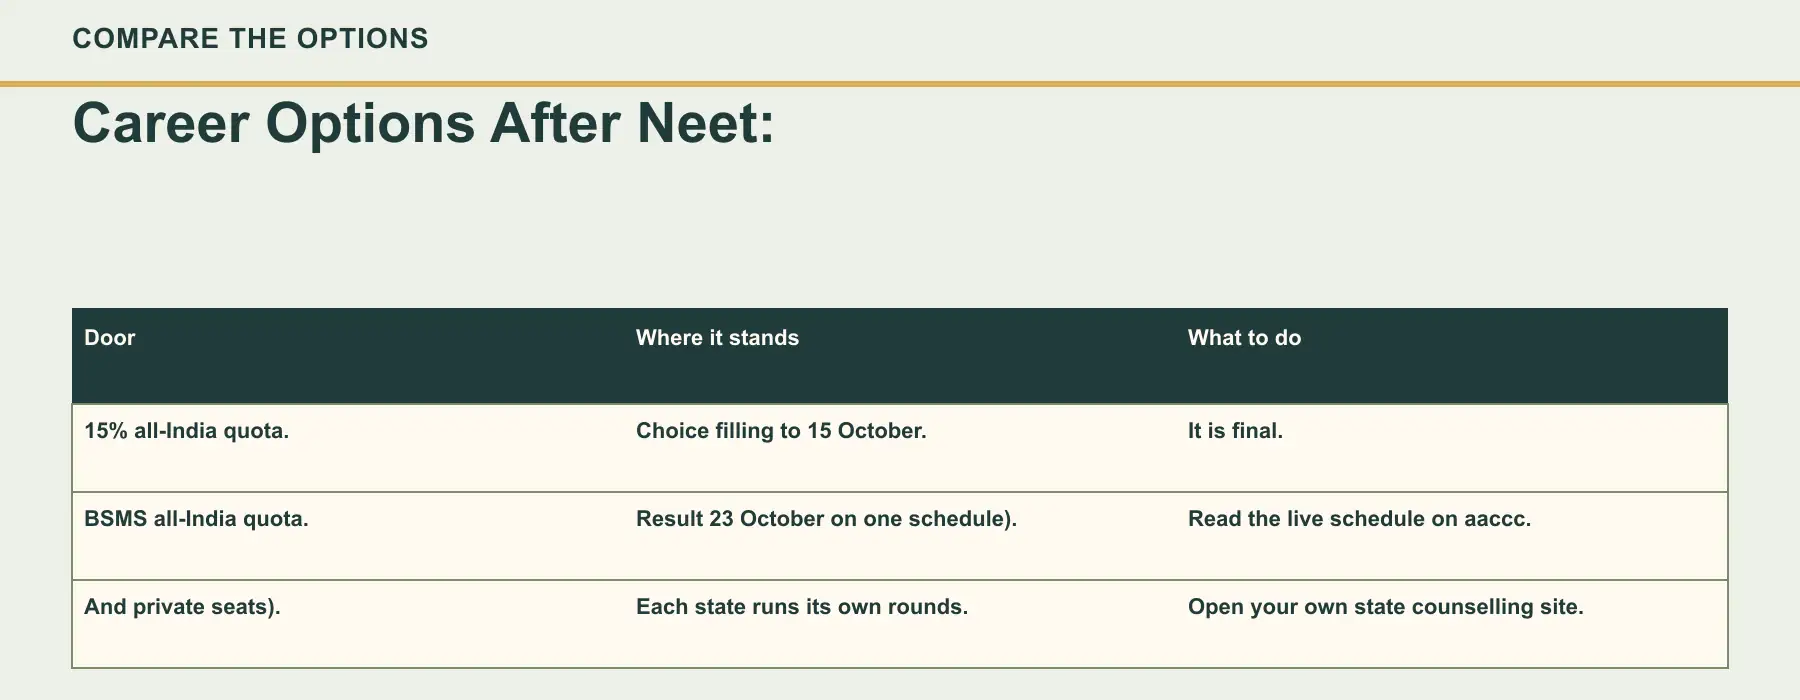 COMPARE THE OPTIONS
Career Options After Neet:
Door Where it stands What to do
15% all-India quota. Choice filling to 15 October. It is final.
BSMS all-India quota. Result 23 October on one schedule). Read the live schedule on aaccc.
And private seats). Each state runs its own rounds. Open your own state counselling site.